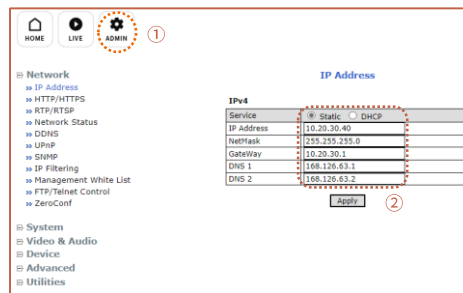 HOME LIVE ADMIN ①
Network
IP Address
HTTP/HTTPS
RTP/RTSP
Network Status
DDNS
UPnP
SNMP
IP Filtering
Management White List
FTP/Telnet Control
ZeroConf
System
Video & Audio
Device
Advanced
Utilities
IP Address
IPv4
Service Static DHCP
IP Address 10.20.30.40
NetMask 255.255.255.0
GateWay 10.20.30.1
DNS 1 168.126.63.1
DNS 2 168.126.63.2
Apply ②